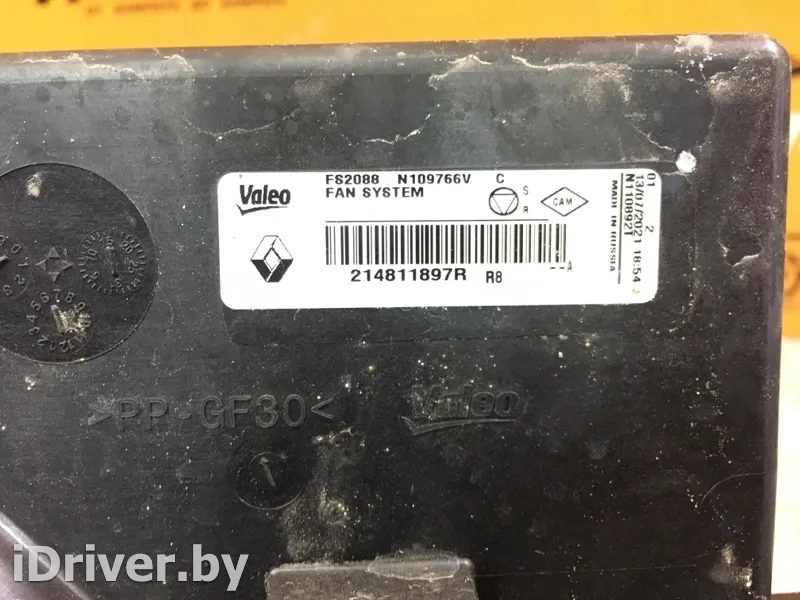 Valeo
FS2088 N109766V C
FAN SYSTEM
S
R
CAM
214811897R R8 --A
01 2
13/07/2021 18:54
N110892T
MADE IN RUSSIA
>PP-GF30<
Valeo
iDriver.by